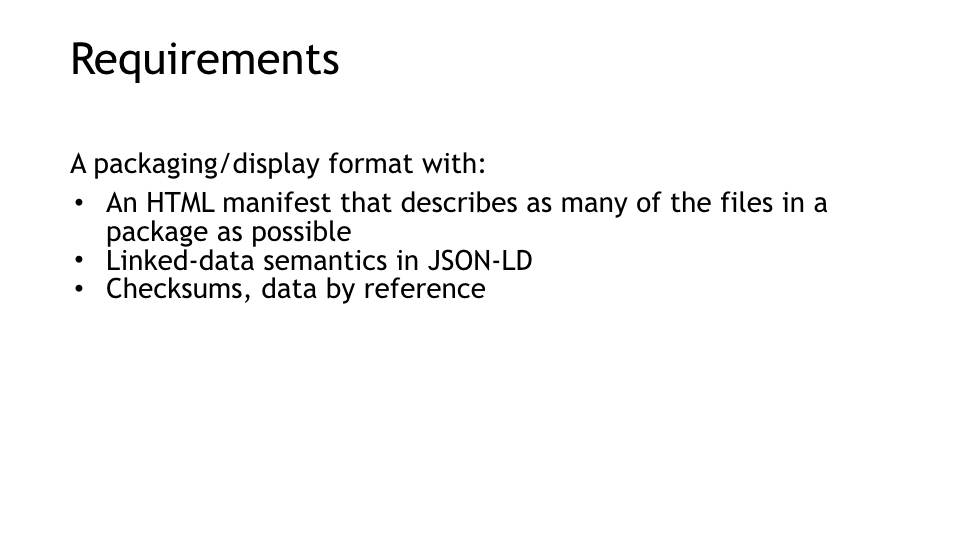 Requirements
A packaging/display format with:
• An HTML manifest that describes as many of the files in a
package as possible
• Linked-data semantics in JSON-LD
• Checksums, data by reference